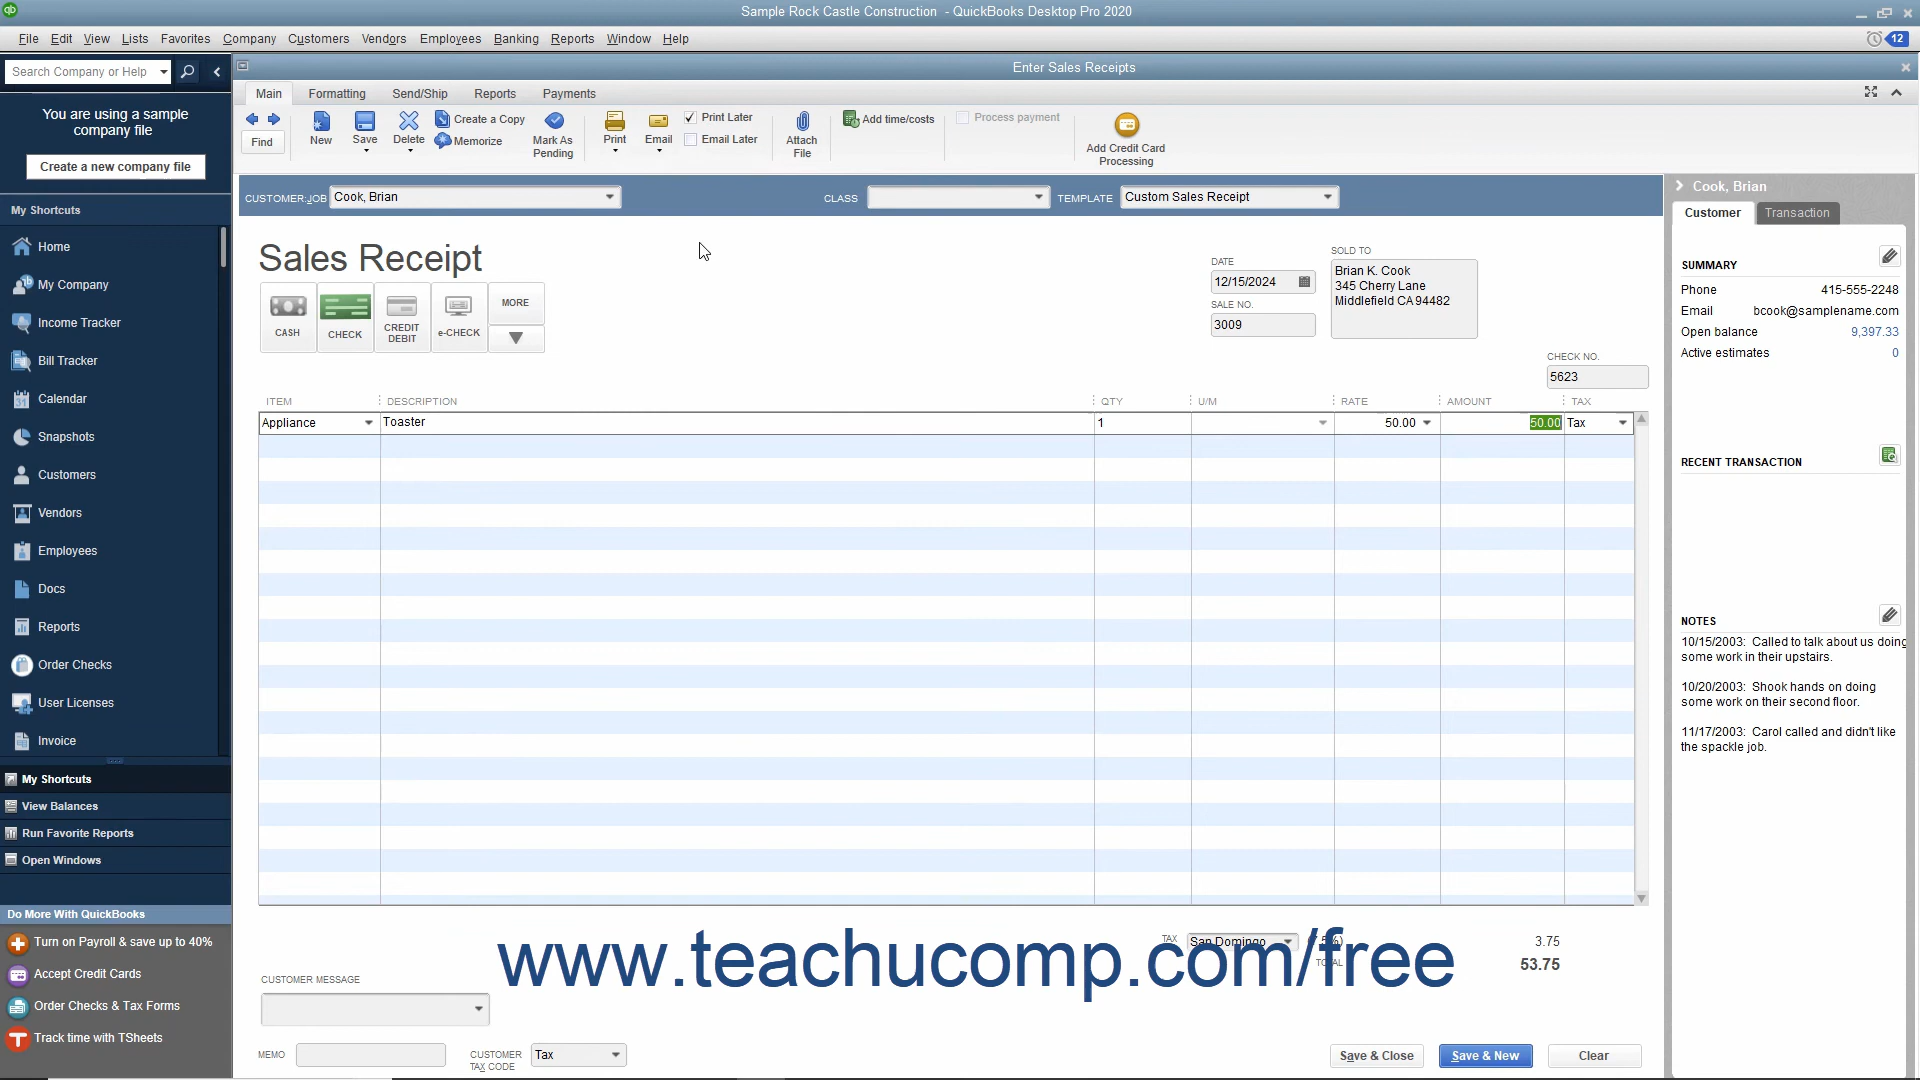 Sample Rock Castle Construction - QuickBooks Desktop Pro 2020
File Edit View Lists Favorites Company Customers Vendors Employees Banking Reports Window Help
12
Search Company or Help
Enter Sales Receipts
You are using a sample
company file
Create a new company file
My Shortcuts
Home
My Company
Income Tracker
Bill Tracker
Calendar
Snapshots
Customers
Vendors
Employees
Docs
Reports
Order Checks
User Licenses
Invoice
My Shortcuts
View Balances
Run Favorite Reports
Open Windows
Do More With QuickBooks
Turn on Payroll & save up to 40%
Accept Credit Cards
Order Checks & Tax Forms
Track time with TSheets
Main Formatting Send/Ship Reports Payments
Find
New
Save
Delete
Create a Copy
Memorize
Mark As
Pending
Print
Email
Print Later
Email Later
Attach
File
Add time/costs
Process payment
Add Credit Card
Processing
CUSTOMER:JOB Cook, Brian CLASS TEMPLATE Custom Sales Receipt
Sales Receipt
CASH
CHECK
CREDIT
DEBIT
e-CHECK
MORE
DATE
12/15/2024
SALE NO.
3009
SOLD TO
Brian K. Cook
345 Cherry Lane
Middlefield CA 94482
CHECK NO.
5623
ITEM DESCRIPTION QTY U/M RATE AMOUNT TAX
Appliance Toaster 1 50.00 50.00 Tax
TAX San Domingo 3.75
TOTAL 53.75
www.teachucomp.com/free
CUSTOMER MESSAGE
MEMO
CUSTOMER
TAX CODE
Tax
Save & Close Save & New Clear
Cook, Brian
Customer Transaction
SUMMARY
Phone 415-555-2248
Email bcook@samplename.com
Open balance 9,397.33
Active estimates 0
RECENT TRANSACTION
NOTES
10/15/2003: Called to talk about us doing
some work in their upstairs.
10/20/2003: Shook hands on doing
some work on their second floor.
11/17/2003: Carol called and didn't like
the spackle job.